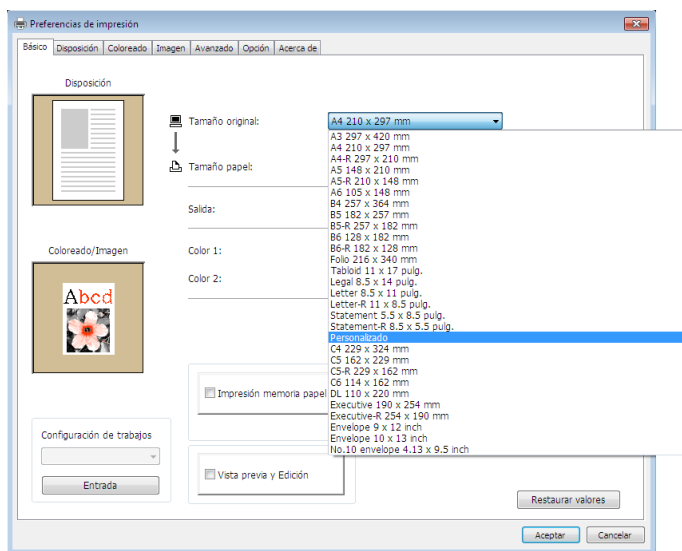 Preferencias de impresión
Básico Disposición Coloreado Imagen Avanzado Opción Acerca de
Disposición
Tamaño original:
A4 210 x 297 mm
Tamaño papel:
Salida:
Coloreado/Imagen
Color 1:
Color 2:
Abcd
A3 297 x 420 mm
A4 210 x 297 mm
A4-R 297 x 210 mm
A5 148 x 210 mm
A5-R 210 x 148 mm
A6 105 x 148 mm
B4 257 x 364 mm
B5 182 x 257 mm
B5-R 257 x 182 mm
B6 128 x 182 mm
B6-R 182 x 128 mm
Folio 216 x 340 mm
Tabloid 11 x 17 pulg.
Legal 8.5 x 14 pulg.
Letter 8.5 x 11 pulg.
Letter-R 11 x 8.5 pulg.
Statement 5.5 x 8.5 pulg.
Statement-R 8.5 x 5.5 pulg.
Personalizado
C4 229 x 324 mm
C5 162 x 229 mm
C5-R 229 x 162 mm
C6 114 x 162 mm
DL 110 x 220 mm
Executive 190 x 254 mm
Executive-R 254 x 190 mm
Envelope 9 x 12 inch
Envelope 10 x 13 inch
No.10 envelope 4.13 x 9.5 inch
Impresión memoria papel
Configuración de trabajos
Entrada
Vista previa y Edición
Restaurar valores
Aceptar Cancelar